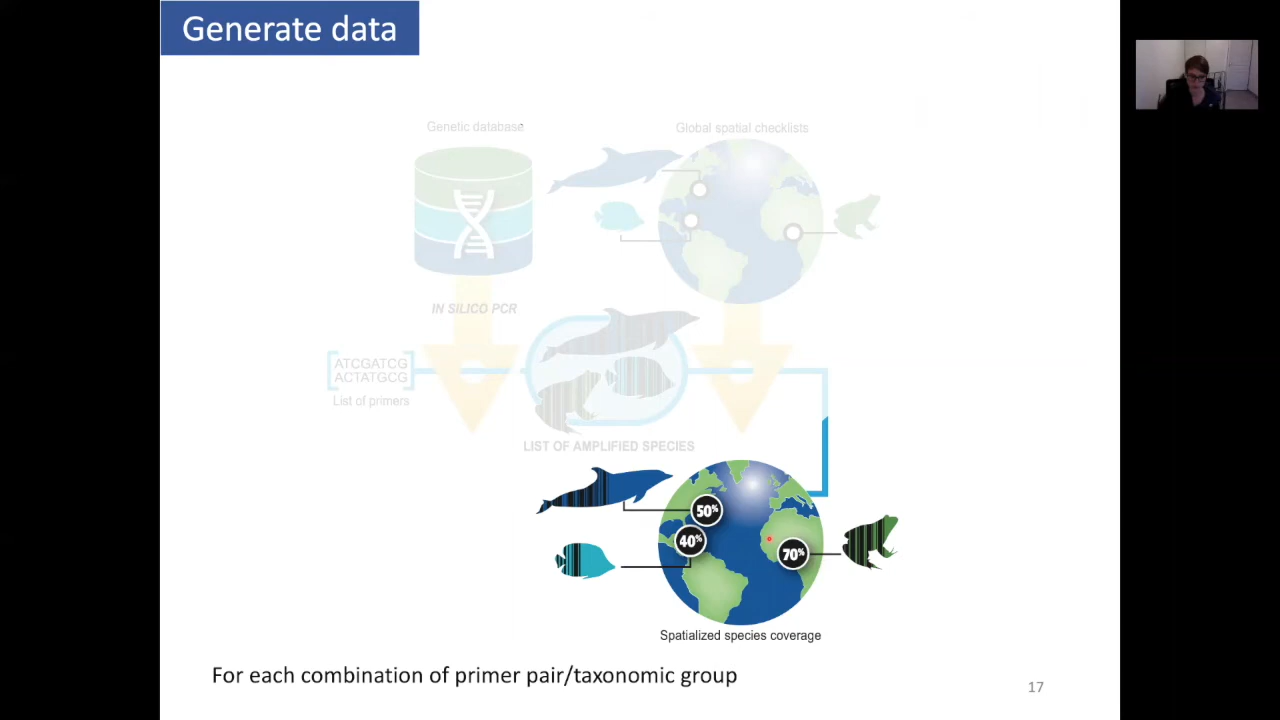 Generate data
Genetic database
Global spatial checklists
IN SILICO PCR
ATCGATCG
ACTATGCG
List of primers
LIST OF AMPLIFIED SPECIES
50%
40%
70%
Spatialized species coverage
For each combination of primer pair/taxonomic group
17